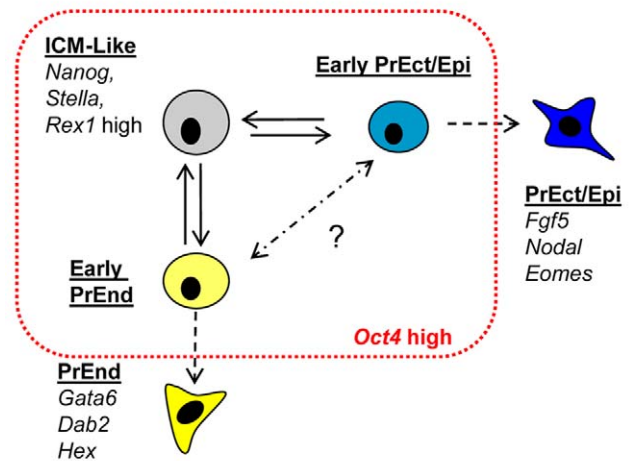 ICM-Like
Nanog,
Stella,
Rex1 high
Early PrEct/Epi
PrEct/Epi
Fgf5
Nodal
Eomes
?
Early
PrEnd
Oct4 high
PrEnd
Gata6
Dab2
Hex